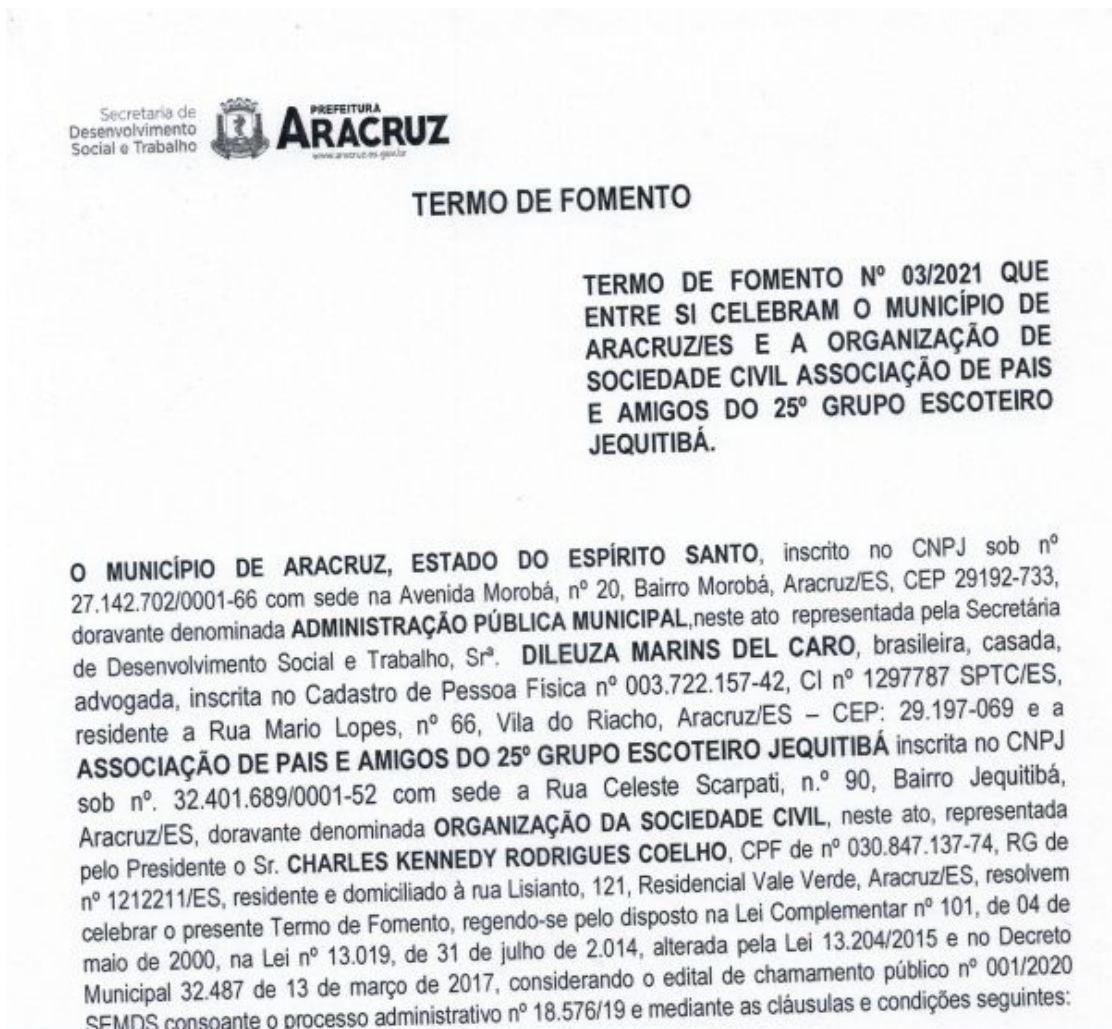 Secretaria de
Desenvolvimento
Social e Trabalho
PREFEITURA
ARACRUZ
www.aracruz.es.gov.br
TERMO DE FOMENTO
TERMO DE FOMENTO Nº 03/2021 QUE
ENTRE SI CELEBRAM O MUNICÍPIO DE
ARACRUZ/ES E A ORGANIZAÇÃO DE
SOCIEDADE CIVIL ASSOCIAÇÃO DE PAIS
E AMIGOS DO 25º GRUPO ESCOTEIRO
JEQUITIBÁ.
O MUNICÍPIO DE ARACRUZ, ESTADO DO ESPÍRITO SANTO, inscrito no CNPJ sob nº
27.142.702/0001-66 com sede na Avenida Morobá, nº 20, Bairro Morobá, Aracruz/ES, CEP 29192-733,
doravante denominada ADMINISTRAÇÃO PÚBLICA MUNICIPAL,neste ato representada pela Secretária
de Desenvolvimento Social e Trabalho, Srª. DILEUZA MARINS DEL CARO, brasileira, casada,
advogada, inscrita no Cadastro de Pessoa Física nº 003.722.157-42, CI nº 1297787 SPTC/ES,
residente a Rua Mario Lopes, nº 66, Vila do Riacho, Aracruz/ES – CEP: 29.197-069 e a
ASSOCIAÇÃO DE PAIS E AMIGOS DO 25º GRUPO ESCOTEIRO JEQUITIBÁ inscrita no CNPJ
sob nº. 32.401.689/0001-52 com sede a Rua Celeste Scarpati, n.º 90, Bairro Jequitibá,
Aracruz/ES, doravante denominada ORGANIZAÇÃO DA SOCIEDADE CIVIL, neste ato, representada
pelo Presidente o Sr. CHARLES KENNEDY RODRIGUES COELHO, CPF de nº 030.847.137-74, RG de
nº 1212211/ES, residente e domiciliado à rua Lisianto, 121, Residencial Vale Verde, Aracruz/ES, resolvem
celebrar o presente Termo de Fomento, regendo-se pelo disposto na Lei Complementar nº 101, de 04 de
maio de 2000, na Lei nº 13.019, de 31 de julho de 2.014, alterada pela Lei 13.204/2015 e no Decreto
Municipal 32.487 de 13 de março de 2017, considerando o edital de chamamento público nº 001/2020
SEMDS consoante o processo administrativo nº 18.576/19 e mediante as cláusulas e condições seguintes: